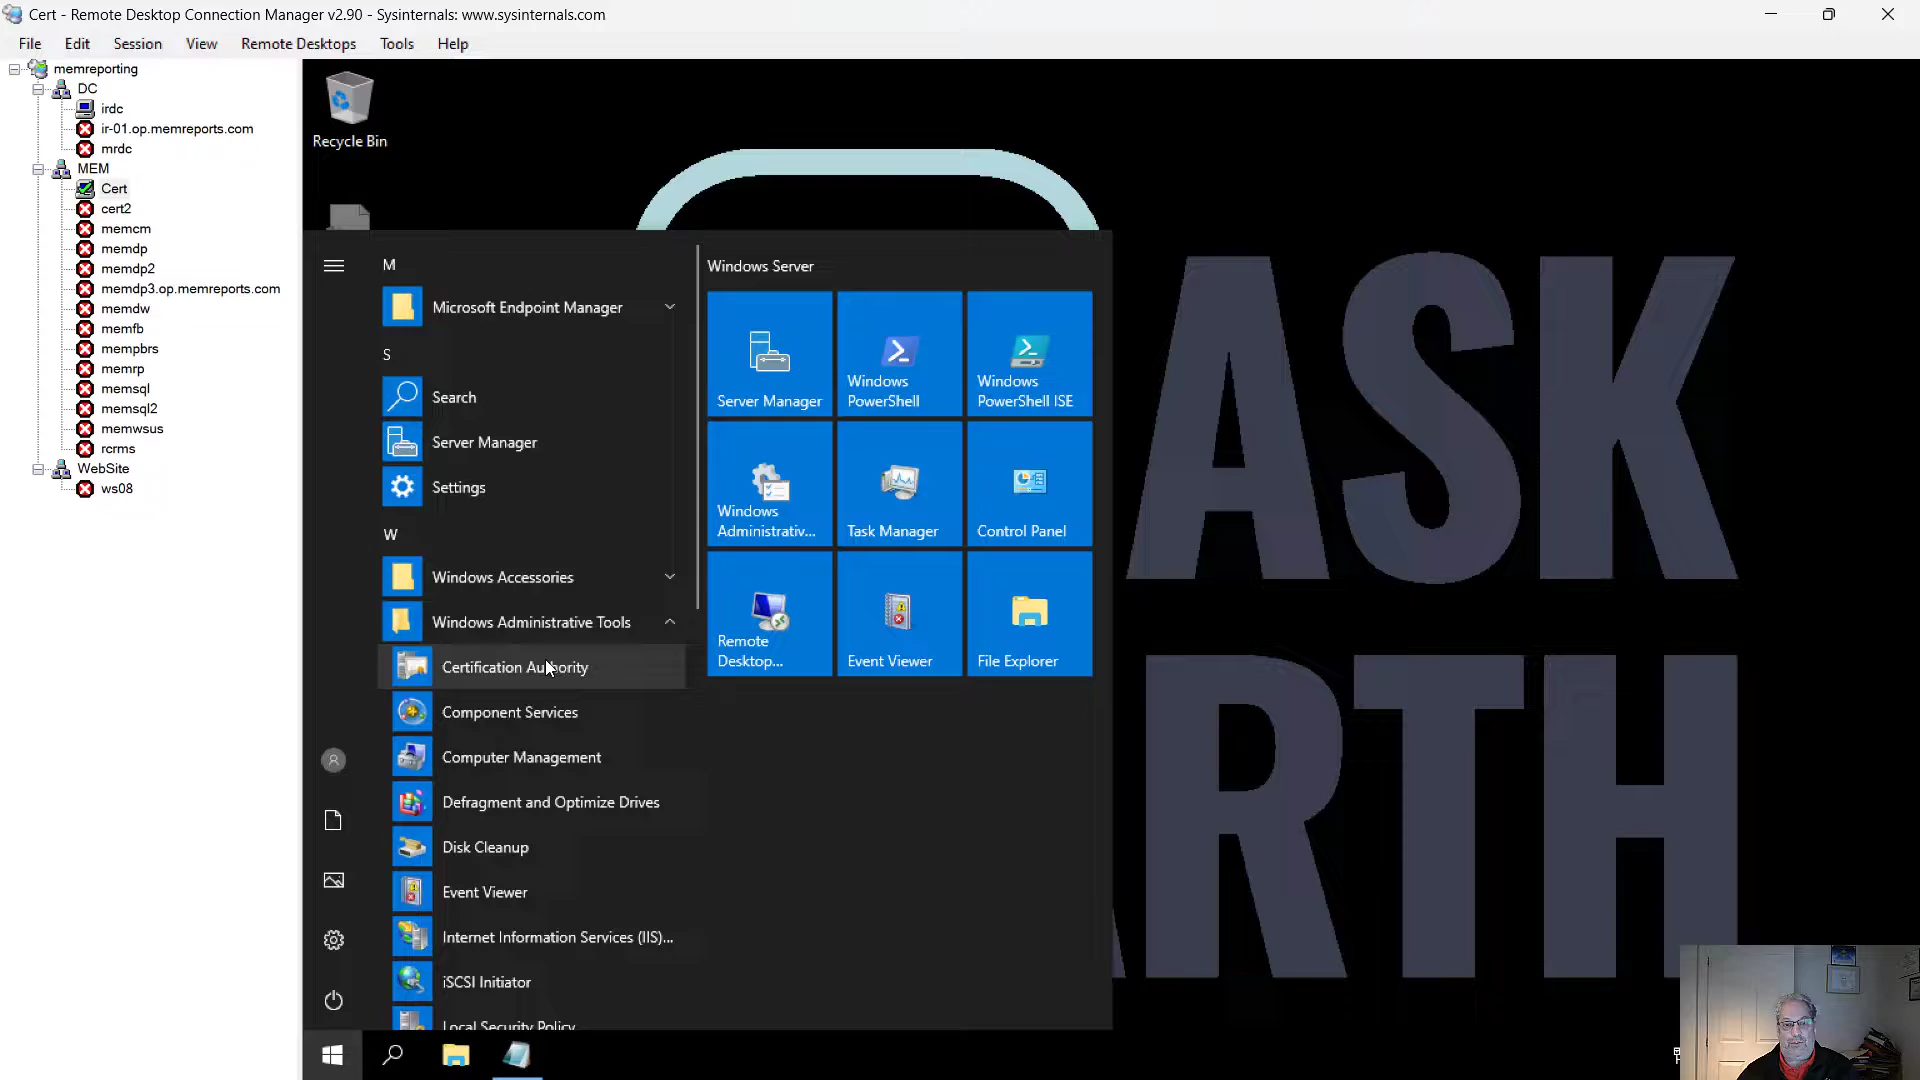 Cert - Remote Desktop Connection Manager v2.90 - Sysinternals: www.sysinternals.com
File Edit Session View Remote Desktops Tools Help
memreporting
DC
irdc
ir-01.op.memreports.com
mrdc
MEM
Cert
cert2
memcm
memdp
memdp2
memdp3.op.memreports.com
memdw
memfb
mempbrs
memrp
memsql
memsql2
memwsus
rcrms
WebSite
ws08
Recycle Bin
M
Microsoft Endpoint Manager
S
Search
Server Manager
Settings
W
Windows Accessories
Windows Administrative Tools
Certification Authority
Component Services
Computer Management
Defragment and Optimize Drives
Disk Cleanup
Event Viewer
Internet Information Services (IIS)...
iSCSI Initiator
Local Security Policy
Windows Server
Server Manager
Windows
PowerShell
Windows
PowerShell ISE
Windows
Administrativ...
Task Manager
Control Panel
Remote
Desktop...
Event Viewer
File Explorer
ASK
ARTH